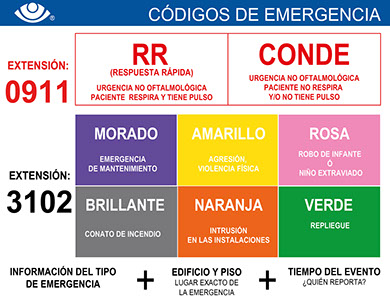 CÓDIGOS DE EMERGENCIA
EXTENSIÓN:
0911
RR
(RESPUESTA RÁPIDA)
URGENCIA NO OFTALMOLÓGICA
PACIENTE RESPIRA Y TIENE PULSO
CONDE
URGENCIA NO OFTALMOLÓGICA
PACIENTE NO RESPIRA
Y/O NO TIENE PULSO
EXTENSIÓN:
3102
MORADO
EMERGENCIA
DE MANTENIMIENTO
AMARILLO
AGRESIÓN,
VIOLENCIA FÍSICA
ROSA
ROBO DE INFANTE
Ó
NIÑO EXTRAVIADO
BRILLANTE
CONATO DE INCENDIO
NARANJA
INTRUSIÓN
EN LAS INSTALACIONES
VERDE
REPLIEGUE
INFORMACIÓN DEL TIPO
DE EMERGENCIA
+
EDIFICIO Y PISO
LUGAR EXACTO DE
LA EMERGENCIA
+
TIEMPO DEL EVENTO
¿QUIÉN REPORTA?